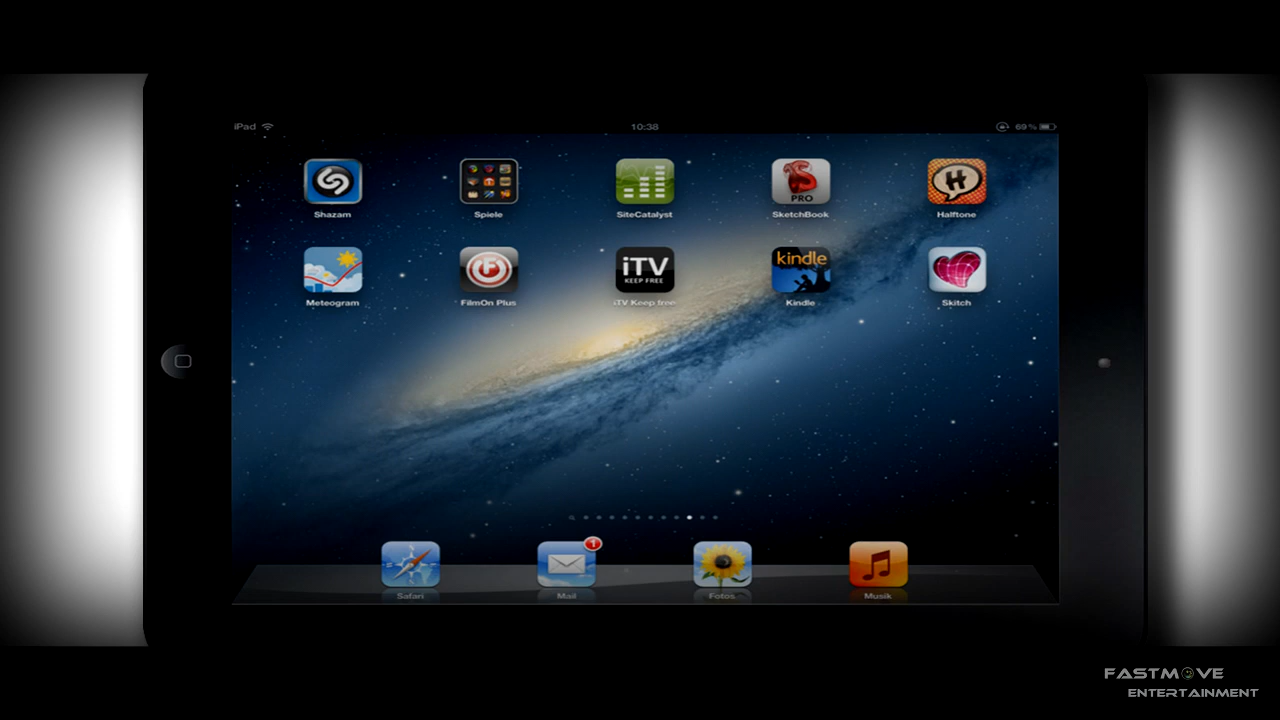 iPad 10:38 69 %
Shazam Spiele SiteCatalyst SketchBook Halftone
PRO
H
Meteogram FilmOn Plus iTV Keep free Kindle Skitch
F
iTV
KEEP FREE
kindle
1
Safari Mail Fotos Musik
FASTMOVE
ENTERTAINMENT